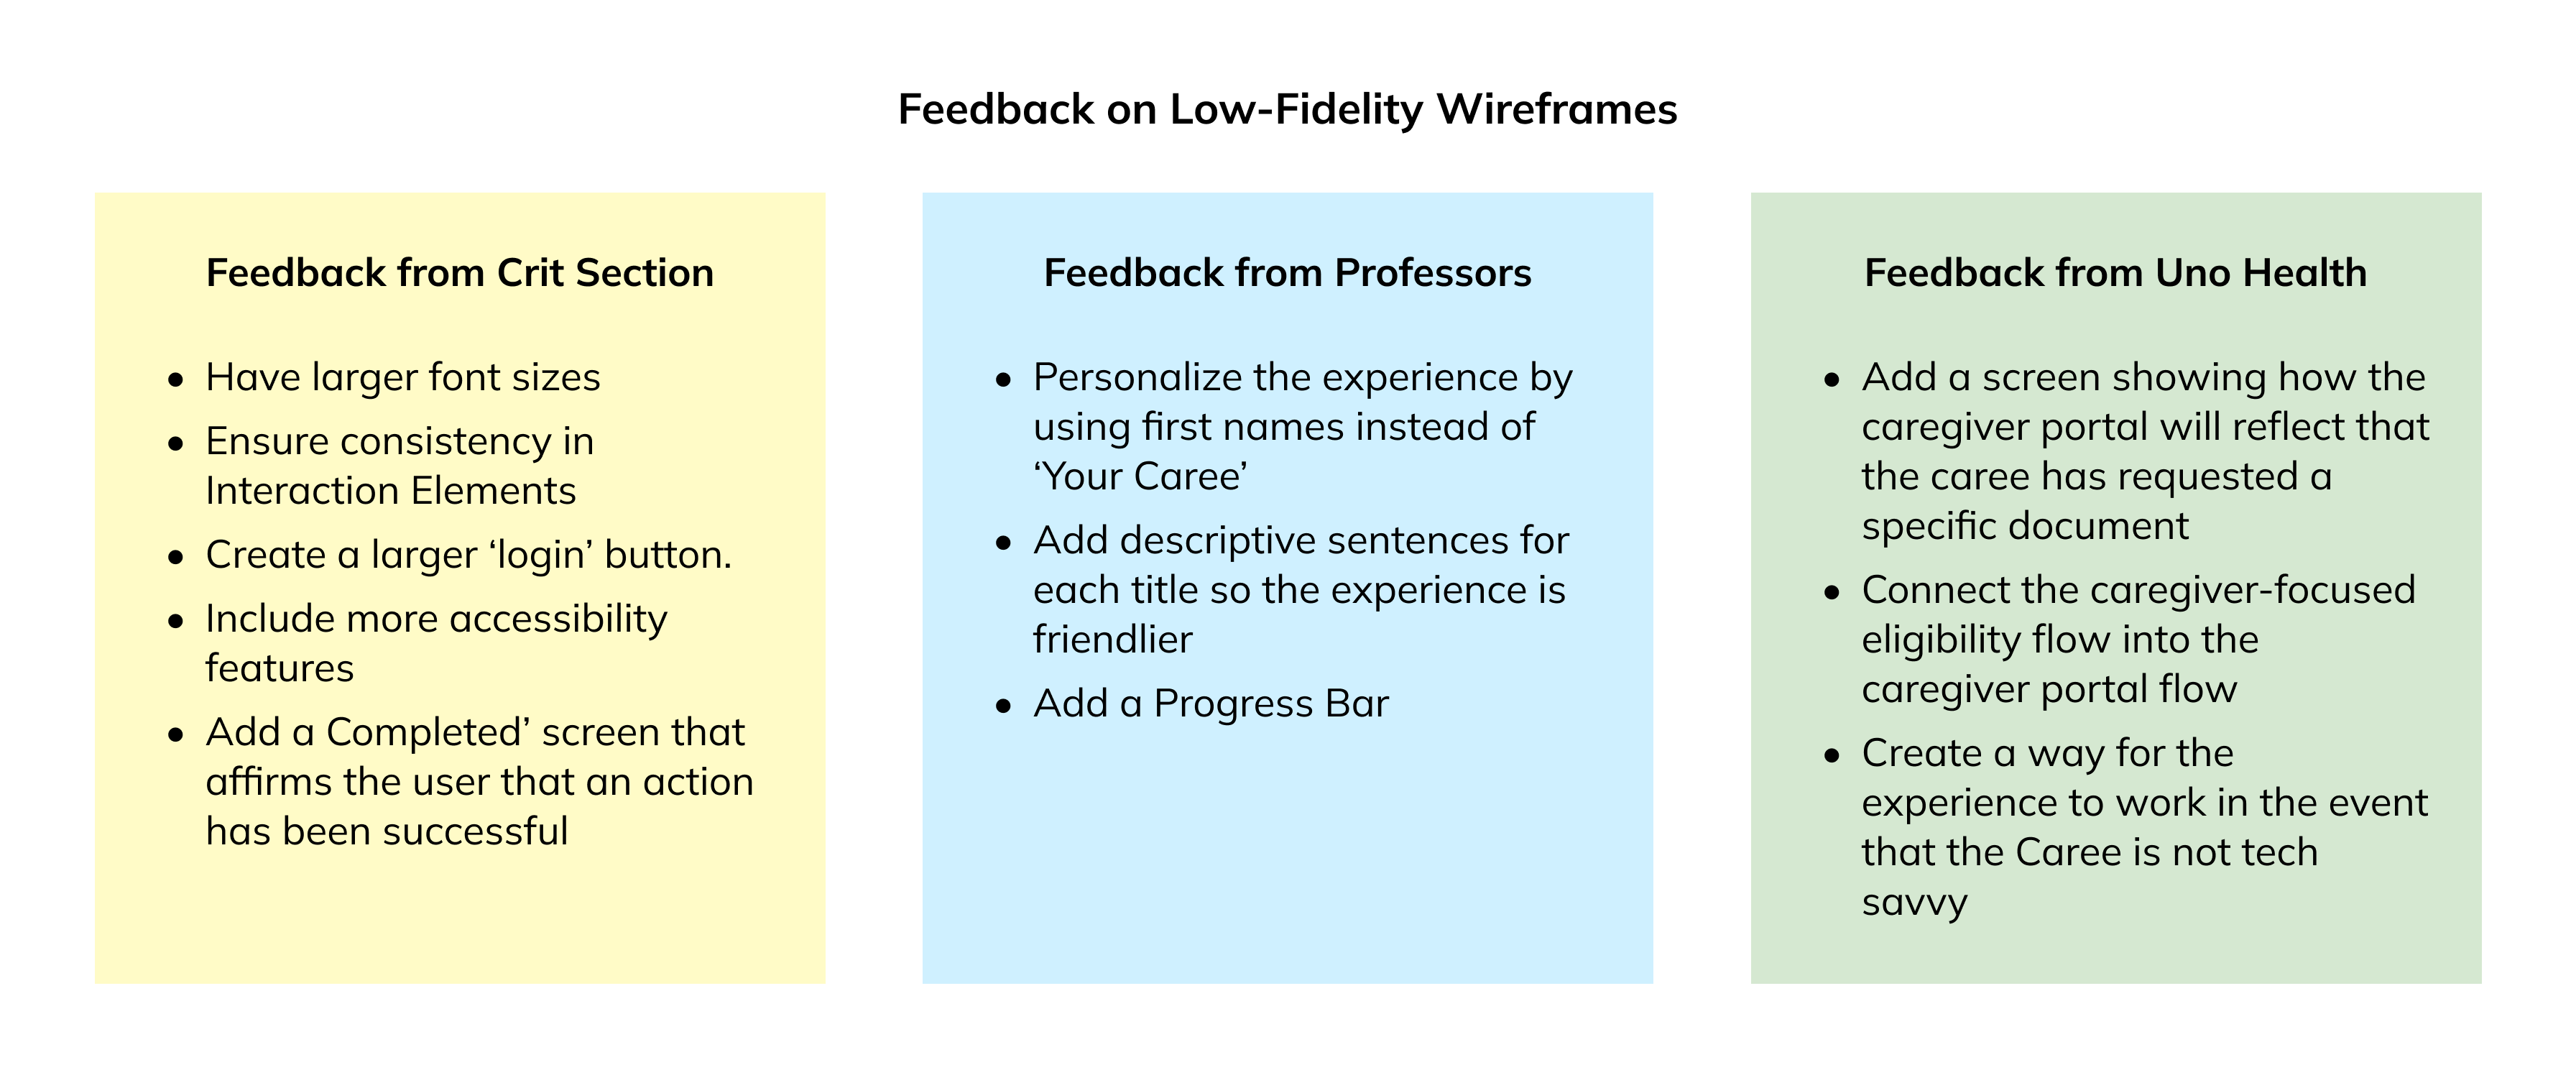 Feedback on Low-Fidelity Wireframes
Feedback from Crit Section
• Have larger font sizes
• Ensure consistency in
Interaction Elements
• Create a larger ‘login’ button.
• Include more accessibility
features
• Add a Completed’ screen that
affirms the user that an action
has been successful
Feedback from Professors
• Personalize the experience by
using first names instead of
‘Your Caree’
• Add descriptive sentences for
each title so the experience is
friendlier
• Add a Progress Bar
Feedback from Uno Health
• Add a screen showing how the
caregiver portal will reflect that
the caree has requested a
specific document
• Connect the caregiver-focused
eligibility flow into the
caregiver portal flow
• Create a way for the
experience to work in the event
that the Caree is not tech
savvy